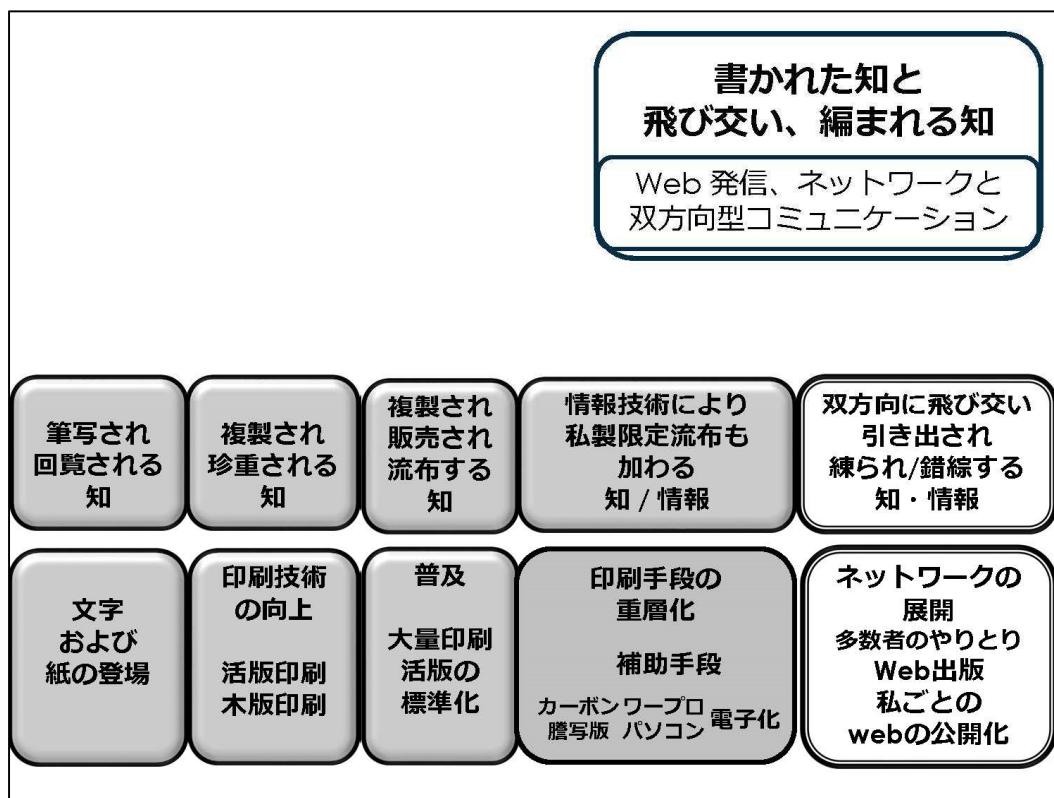 書かれた知と
飛び交い、編まれる知
Web 発信、ネットワークと
双方向型コミュニケーション
筆写され
回覧される
知
複製され
珍重される
知
複製され
販売され
流布する
知
情報技術により
私製限定流布も
加わる
知 / 情報
双方向に飛び交い
引き出され
練られ/錯綜する
知・情報
文字
および
紙の登場
印刷技術
の向上
活版印刷
木版印刷
普及
大量印刷
活版の
標準化
印刷手段の
重層化
補助手段
カーボン ワープロ 電子化
謄写版 パソコン
ネットワークの
展開
多数者のやりとり
Web出版
私ごとの
webの公開化